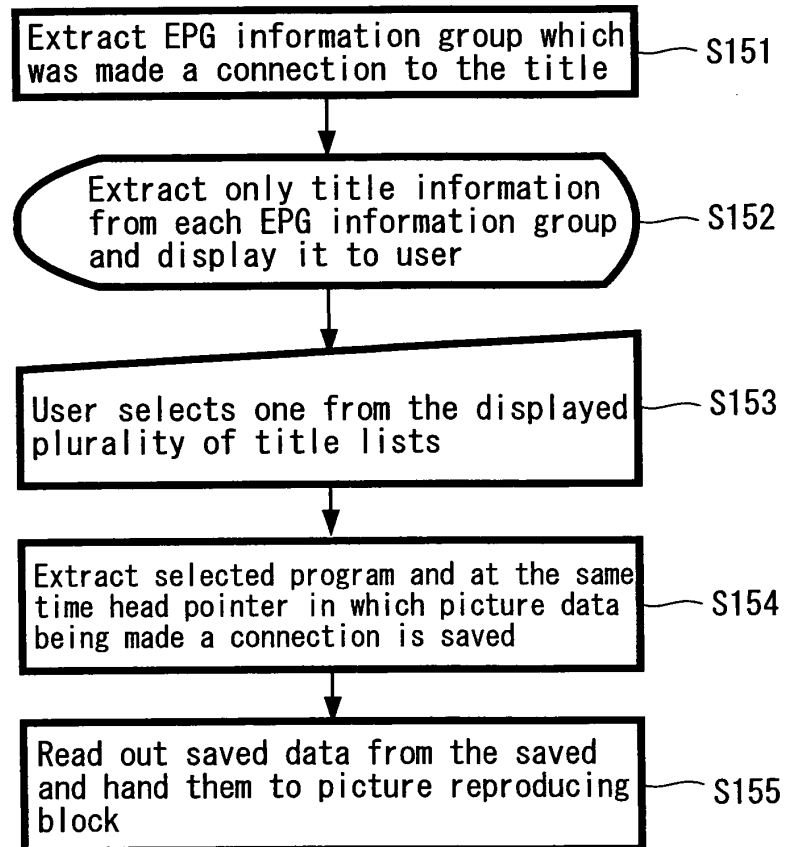 Extract EPG information group which
was made a connection to the title
S151
Extract only title information
from each EPG information group
and display it to user
S152
User selects one from the displayed
plurality of title lists
S153
Extract selected program and at the same
time head pointer in which picture data
being made a connection is saved
S154
Read out saved data from the saved
and hand them to picture reproducing
block
S155